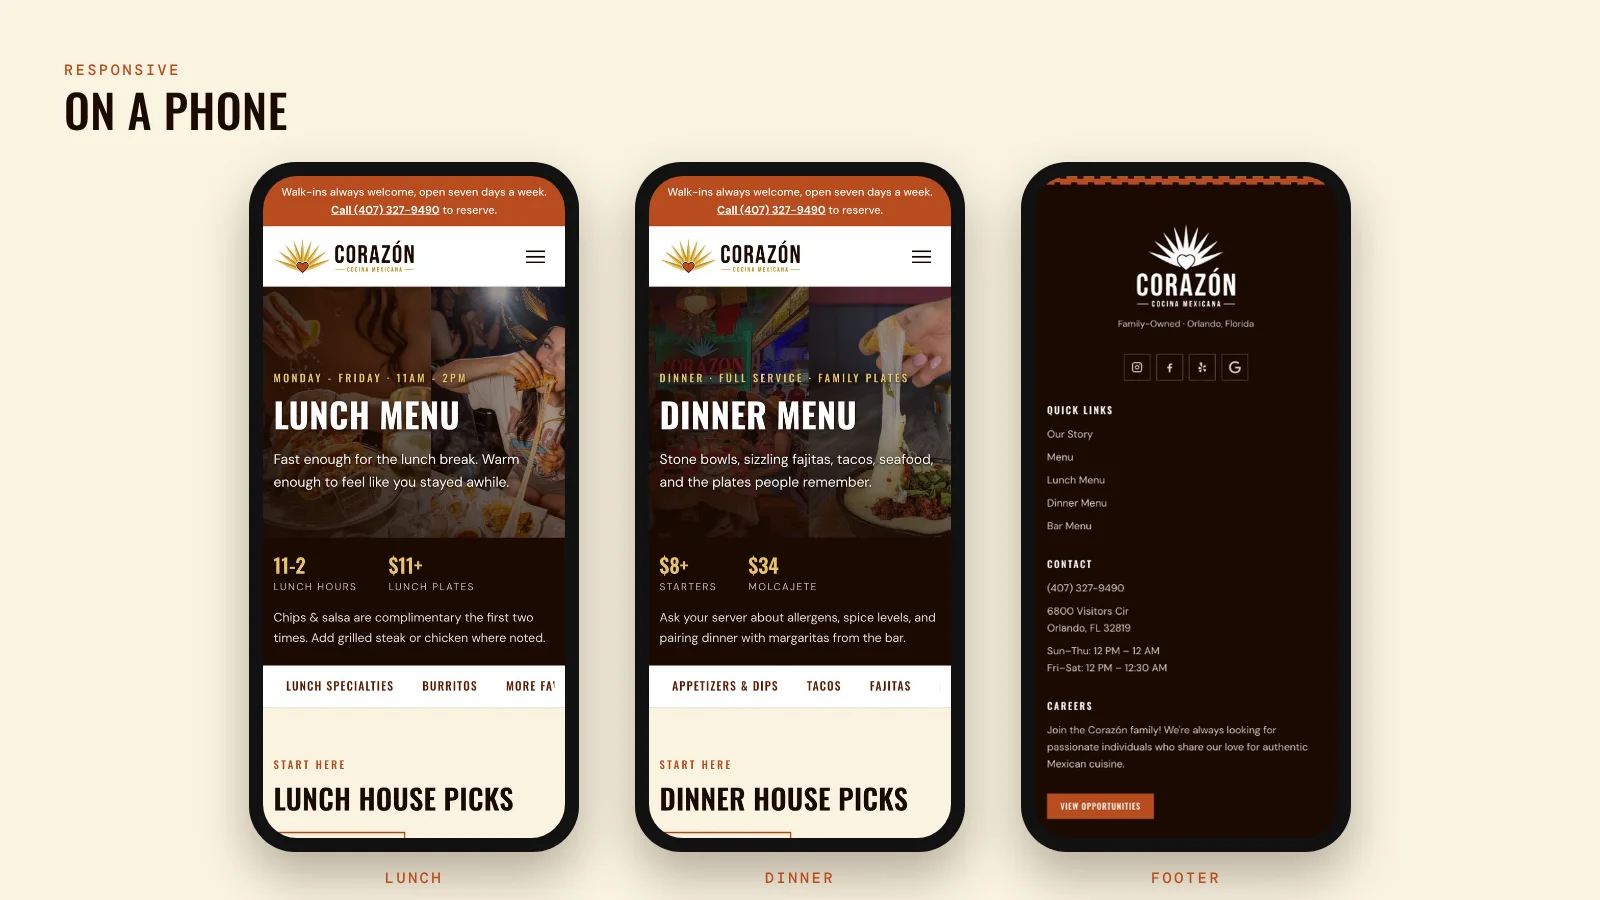 RESPONSIVE
ON A PHONE
Walk-ins always welcome, open seven days a week.
Call (407) 327-9490 to reserve.
CORAZÓN
COCINA MEXICANA
MONDAY - FRIDAY · 11AM - 2PM
LUNCH MENU
Fast enough for the lunch break. Warm
enough to feel like you stayed awhile.
11-2
LUNCH HOURS
$11+
LUNCH PLATES
Chips & salsa are complimentary the first two
times. Add grilled steak or chicken where noted.
LUNCH SPECIALTIES
BURRITOS
MORE FAV
START HERE
LUNCH HOUSE PICKS
LUNCH
Walk-ins always welcome, open seven days a week.
Call (407) 327-9490 to reserve.
CORAZÓN
COCINA MEXICANA
CORAZÓN
DINNER · FULL SERVICE · FAMILY PLATES
DINNER MENU
Stone bowls, sizzling fajitas, tacos, seafood,
and the plates people remember.
$8+
STARTERS
$34
MOLCAJETE
Ask your server about allergens, spice levels, and
pairing dinner with margaritas from the bar.
APPETIZERS & DIPS
TACOS
FAJITAS
START HERE
DINNER HOUSE PICKS
DINNER
CORAZÓN
COCINA MEXICANA
Family-Owned · Orlando, Florida
QUICK LINKS
Our Story
Menu
Lunch Menu
Dinner Menu
Bar Menu
CONTACT
(407) 327-9490
6800 Visitors Cir
Orlando, FL 32819
Sun–Thu: 12 PM – 12 AM
Fri–Sat: 12 PM – 12:30 AM
CAREERS
Join the Corazón family! We're always looking for
passionate individuals who share our love for authentic
Mexican cuisine.
VIEW OPPORTUNITIES
FOOTER